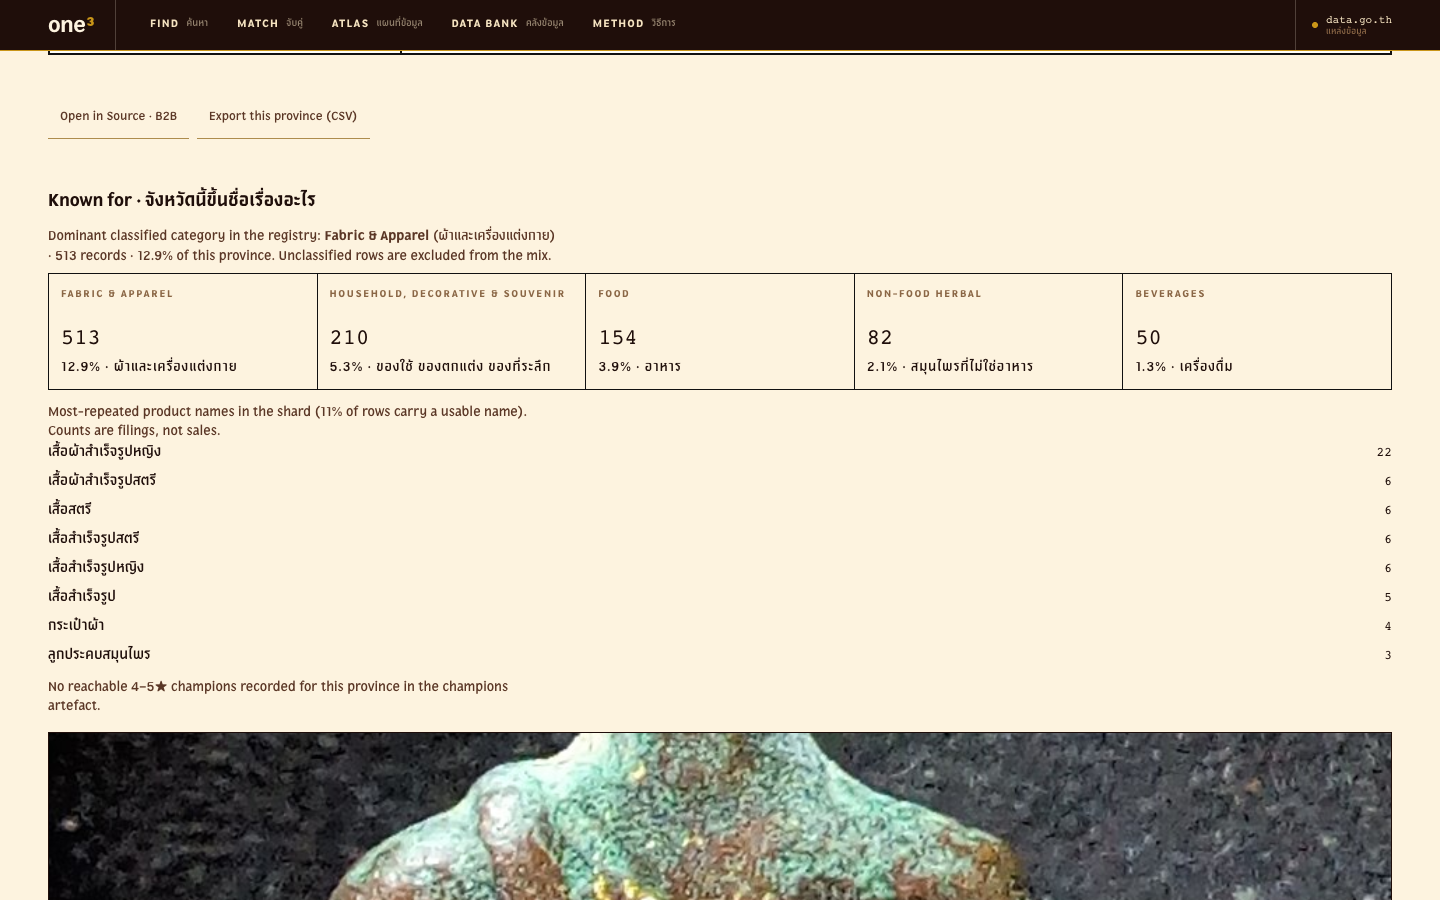 one³
FIND ค้นหา
MATCH จับคู่
ATLAS แผนที่ข้อมูล
DATA BANK คลังข้อมูล
METHOD วิธีการ
data.go.th
แหล่งข้อมูล
Open in Source · B2B
Export this province (CSV)
Known for · จังหวัดนี้ขึ้นชื่อเรื่องอะไร
Dominant classified category in the registry: Fabric & Apparel (ผ้าและเครื่องแต่งกาย)
· 513 records · 12.9% of this province. Unclassified rows are excluded from the mix.
FABRIC & APPAREL
513
12.9% · ผ้าและเครื่องแต่งกาย
HOUSEHOLD, DECORATIVE & SOUVENIR
210
5.3% · ของใช้ ของตกแต่ง ของที่ระลึก
FOOD
154
3.9% · อาหาร
NON-FOOD HERBAL
82
2.1% · สมุนไพรที่ไม่ใช่อาหาร
BEVERAGES
50
1.3% · เครื่องดื่ม
Most-repeated product names in the shard (11% of rows carry a usable name).
Counts are filings, not sales.
เสื้อผ้าสำเร็จรูปหญิง 22
เสื้อผ้าสำเร็จรูปสตรี 6
เสื้อสตรี 6
เสื้อสำเร็จรูปสตรี 6
เสื้อสำเร็จรูปหญิง 6
เสื้อสำเร็จรูป 5
กระเป๋าผ้า 4
ลูกประคบสมุนไพร 3
No reachable 4–5★ champions recorded for this province in the champions
artefact.